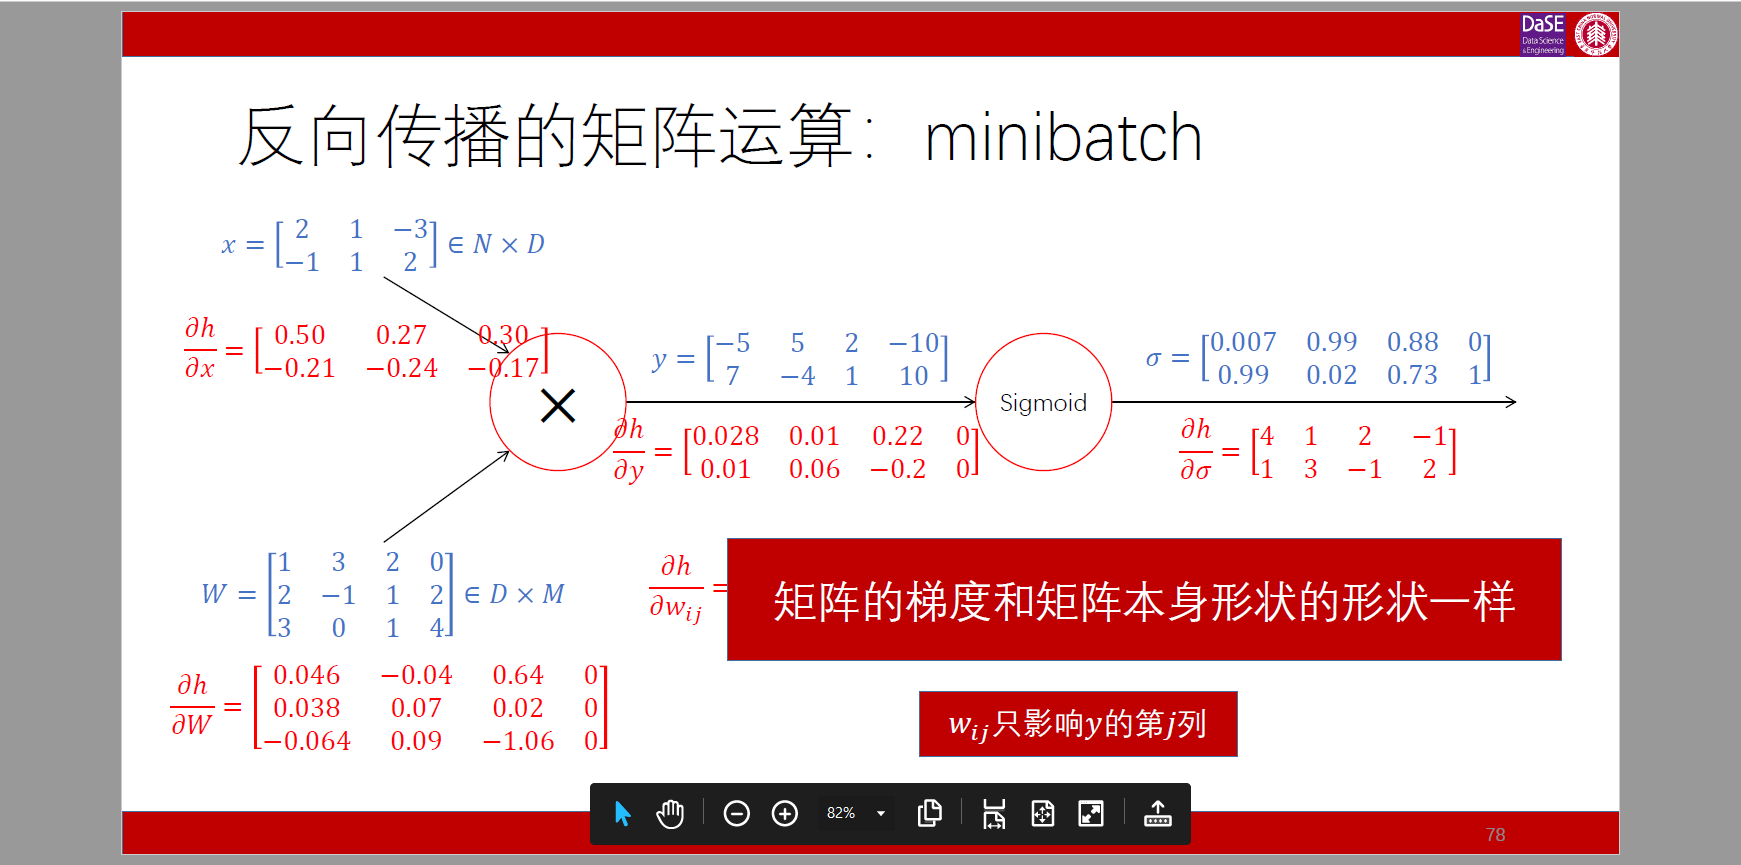 DaSE
Data Science
& Engineering
反向传播的矩阵运算：minibatch
x = [2 1 −3
−1 1 2] ∈ N × D
∂h/∂x = [0.50 0.27 0.30
−0.21 −0.24 −0.17]
×
y = [−5 5 2 −10
7 −4 1 10]
Sigmoid
σ = [0.007 0.99 0.88 0
0.99 0.02 0.73 1]
∂h/∂y = [0.028 0.01 0.22 0
0.01 0.06 −0.2 0]
∂h/∂σ = [4 1 2 −1
1 3 −1 2]
W = [1 3 2 0
2 −1 1 2
3 0 1 4] ∈ D × M
∂h/∂w_ij =
矩阵的梯度和矩阵本身形状的形状一样
∂h/∂W = [0.046 −0.04 0.64 0
0.038 0.07 0.02 0
−0.064 0.09 −1.06 0]
w_ij只影响y的第j列
82%
78